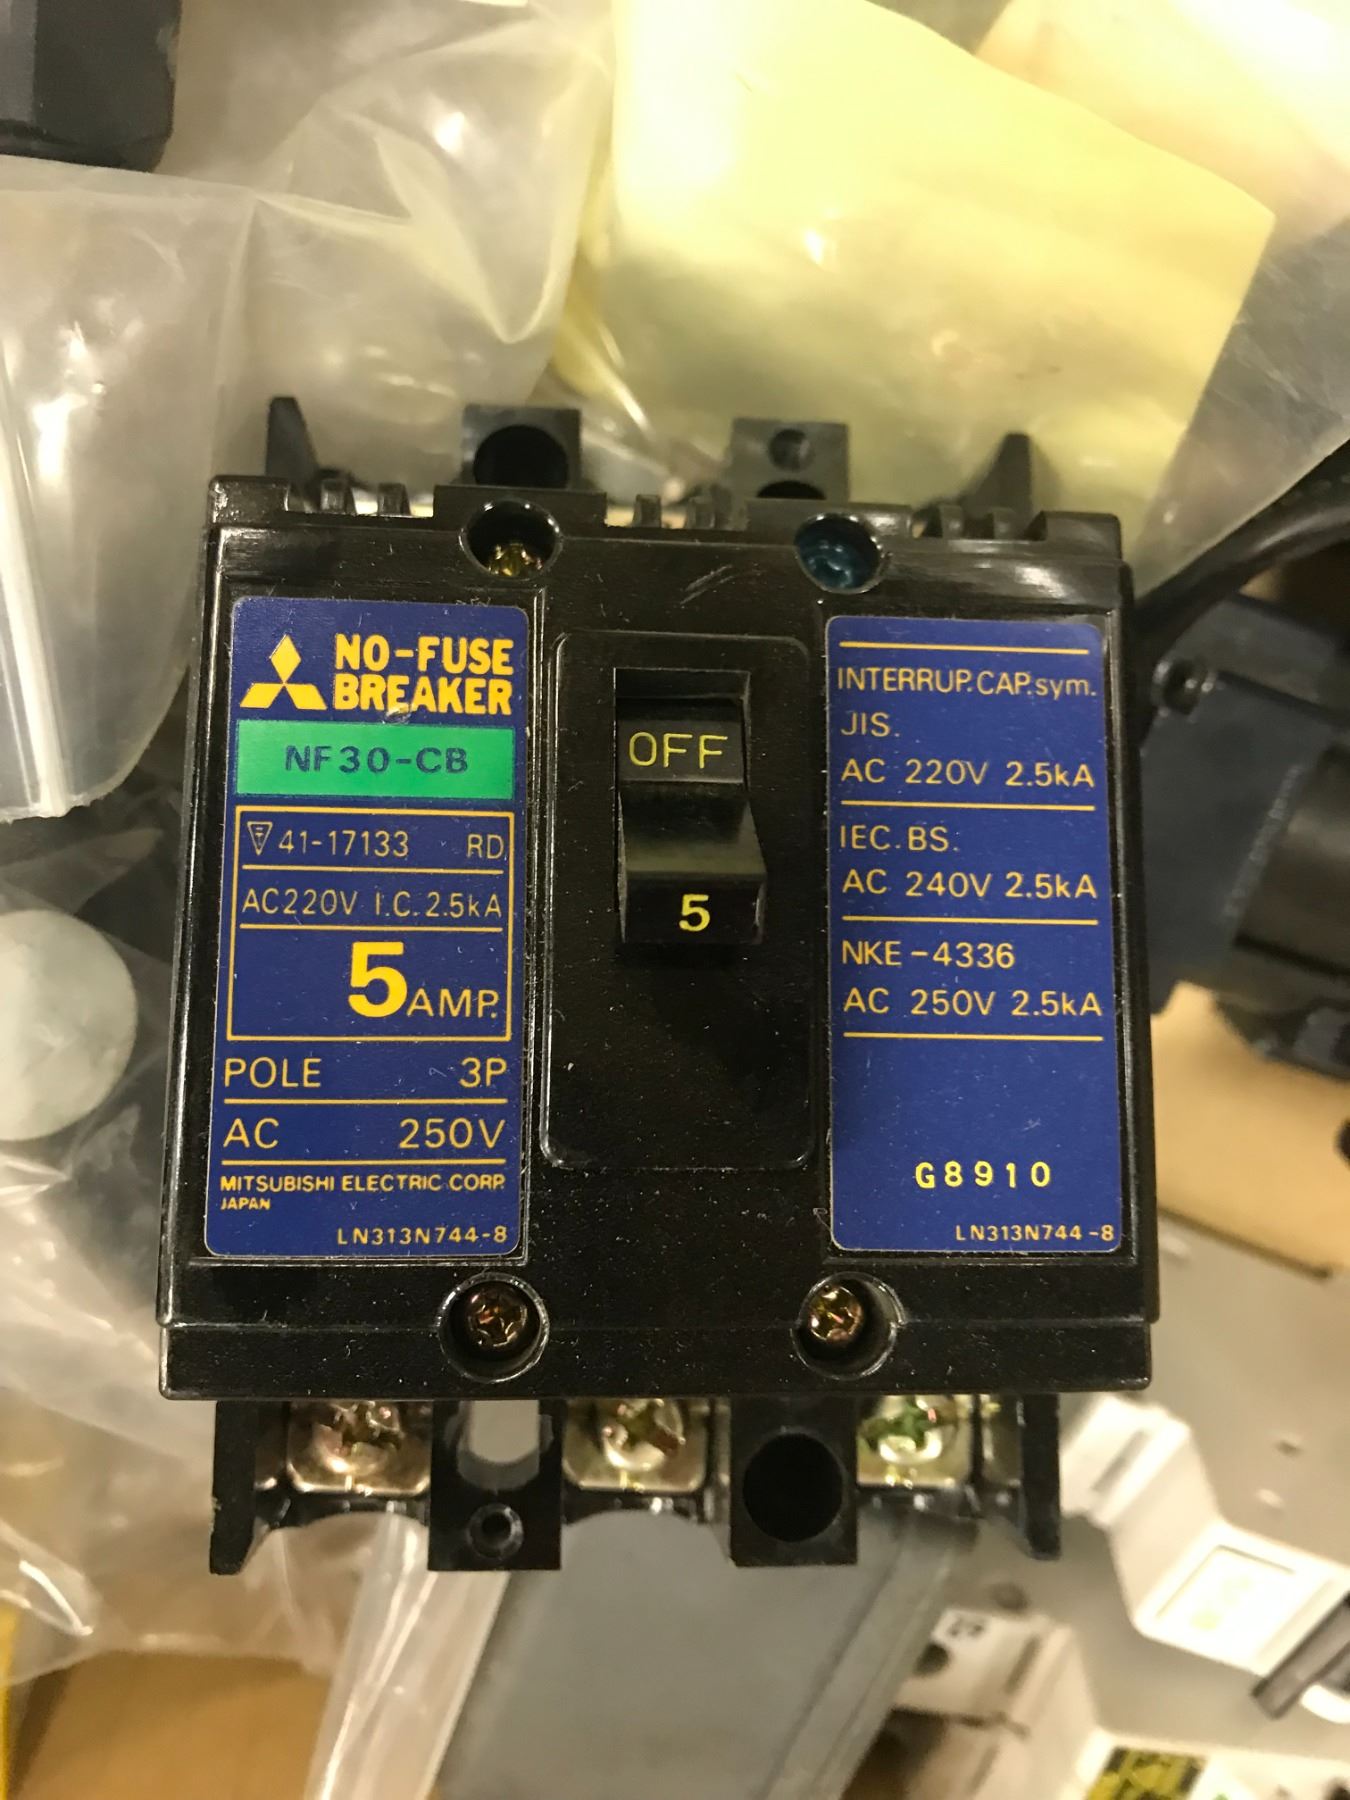 NO-FUSE
BREAKER
NF30-CB
41-17133 RD
AC220V I.C. 2.5kA
5 AMP.
POLE 3P
AC 250V
MITSUBISHI ELECTRIC CORP.
JAPAN
LN313N744-8
OFF
5
INTERRUP.CAP.sym.
JIS.
AC 220V 2.5kA
IEC.BS.
AC 240V 2.5kA
NKE-4336
AC 250V 2.5kA
G8910
LN313N744-8